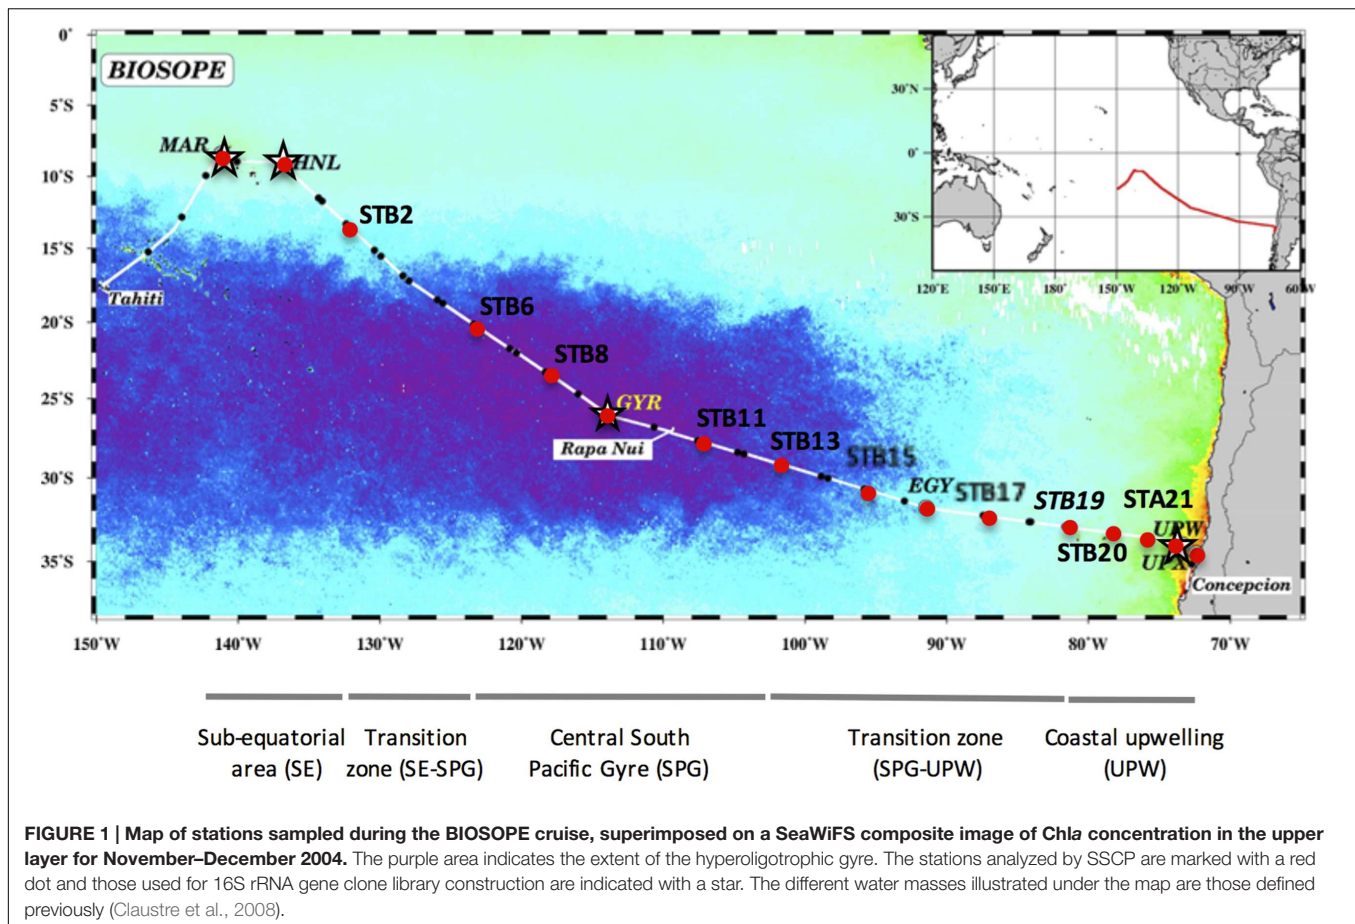 0°
5°S
10°S
15°S
20°S
25°S
30°S
35°S
BIOSOPE
MAR
HNL
STB2
Tahiti
STB6
STB8
GYR
Rapa Nui
STB11
STB13
STB15
EGY
STB17
STB19
STB20
STA21
UPW
UPX
Concepcion
30°N
0°
30°S
120°E 150°E 180° 150°W 120°W 90°W 60°W
150°W 140°W 130°W 120°W 110°W 100°W 90°W 80°W 70°W
Sub-equatorial
area (SE)
Transition
zone (SE-SPG)
Central South
Pacific Gyre (SPG)
Transition zone
(SPG-UPW)
Coastal upwelling
(UPW)
FIGURE 1 | Map of stations sampled during the BIOSOPE cruise, superimposed on a SeaWiFS composite image of Chla concentration in the upper
layer for November–December 2004. The purple area indicates the extent of the hyperoligotrophic gyre. The stations analyzed by SSCP are marked with a red
dot and those used for 16S rRNA gene clone library construction are indicated with a star. The different water masses illustrated under the map are those defined
previously (Claustre et al., 2008).